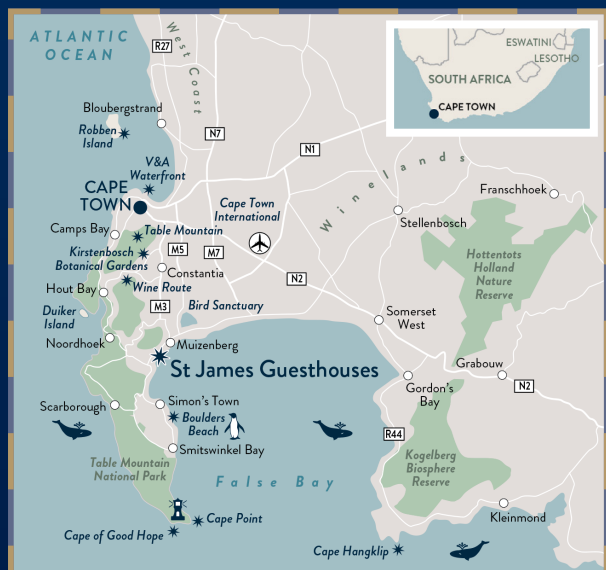 ATLANTIC
OCEAN
R27
West Coast
ESWATINI
LESOTHO
SOUTH AFRICA
CAPE TOWN
Bloubergstrand
Robben
Island
N7
N1
V&A
Waterfront
CAPE
TOWN
Cape Town
International
Winelands
Franschhoek
Stellenbosch
Camps Bay
Table Mountain
Kirstenbosch
Botanical Gardens
M5
M7
Constantia
N2
Wine Route
Hout Bay
M3
Bird Sanctuary
Duiker
Island
Hottentots
Holland
Nature
Reserve
Somerset
West
Noordhoek
Muizenberg
St James Guesthouses
Grabouw
N2
Gordon's
Bay
Scarborough
Simon's Town
Boulders
Beach
R44
Smitswinkel Bay
Table Mountain
National Park
False Bay
Kogelberg
Biosphere
Reserve
Cape Point
Cape of Good Hope
Kleinmond
Cape Hangklip